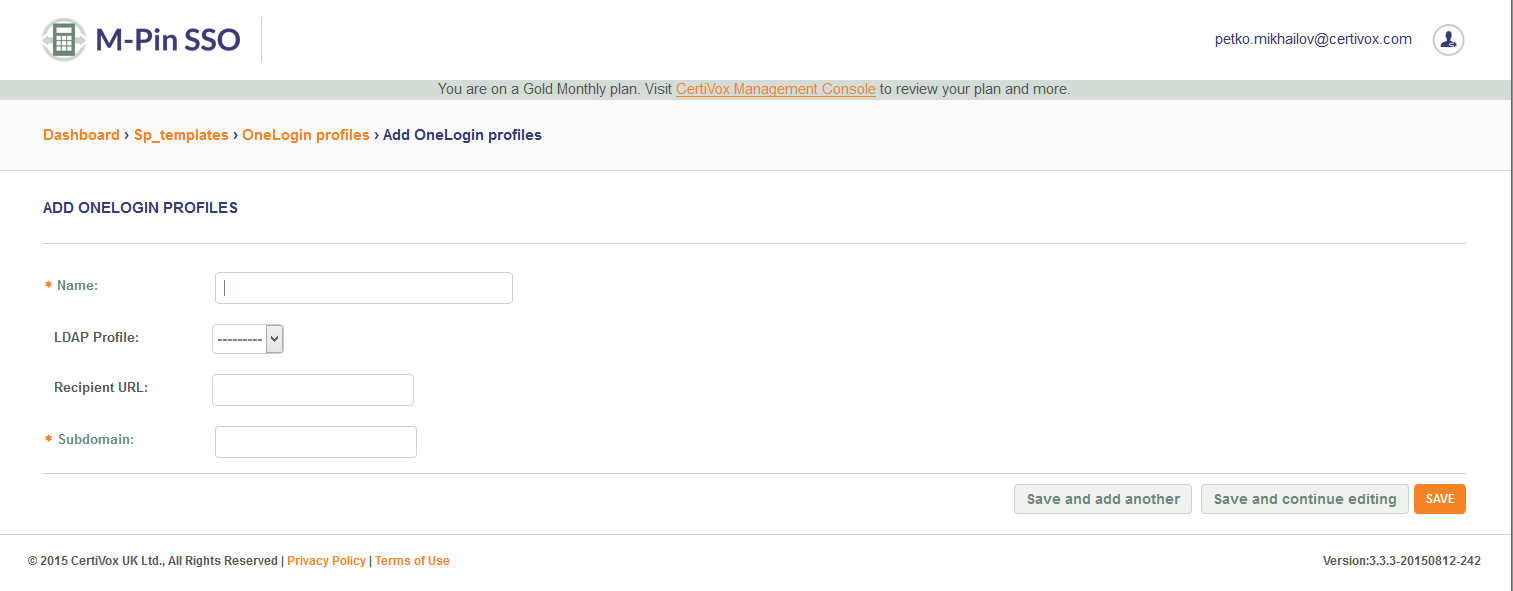 M-Pin SSO
petko.mikhailov@certivox.com
You are on a Gold Monthly plan. Visit CertiVox Management Console to review your plan and more.
Dashboard › Sp_templates › OneLogin profiles › Add OneLogin profiles
ADD ONELOGIN PROFILES
* Name:
LDAP Profile: ---------
Recipient URL:
* Subdomain:
Save and add another Save and continue editing SAVE
© 2015 CertiVox UK Ltd., All Rights Reserved | Privacy Policy | Terms of Use Version:3.3.3-20150812-242